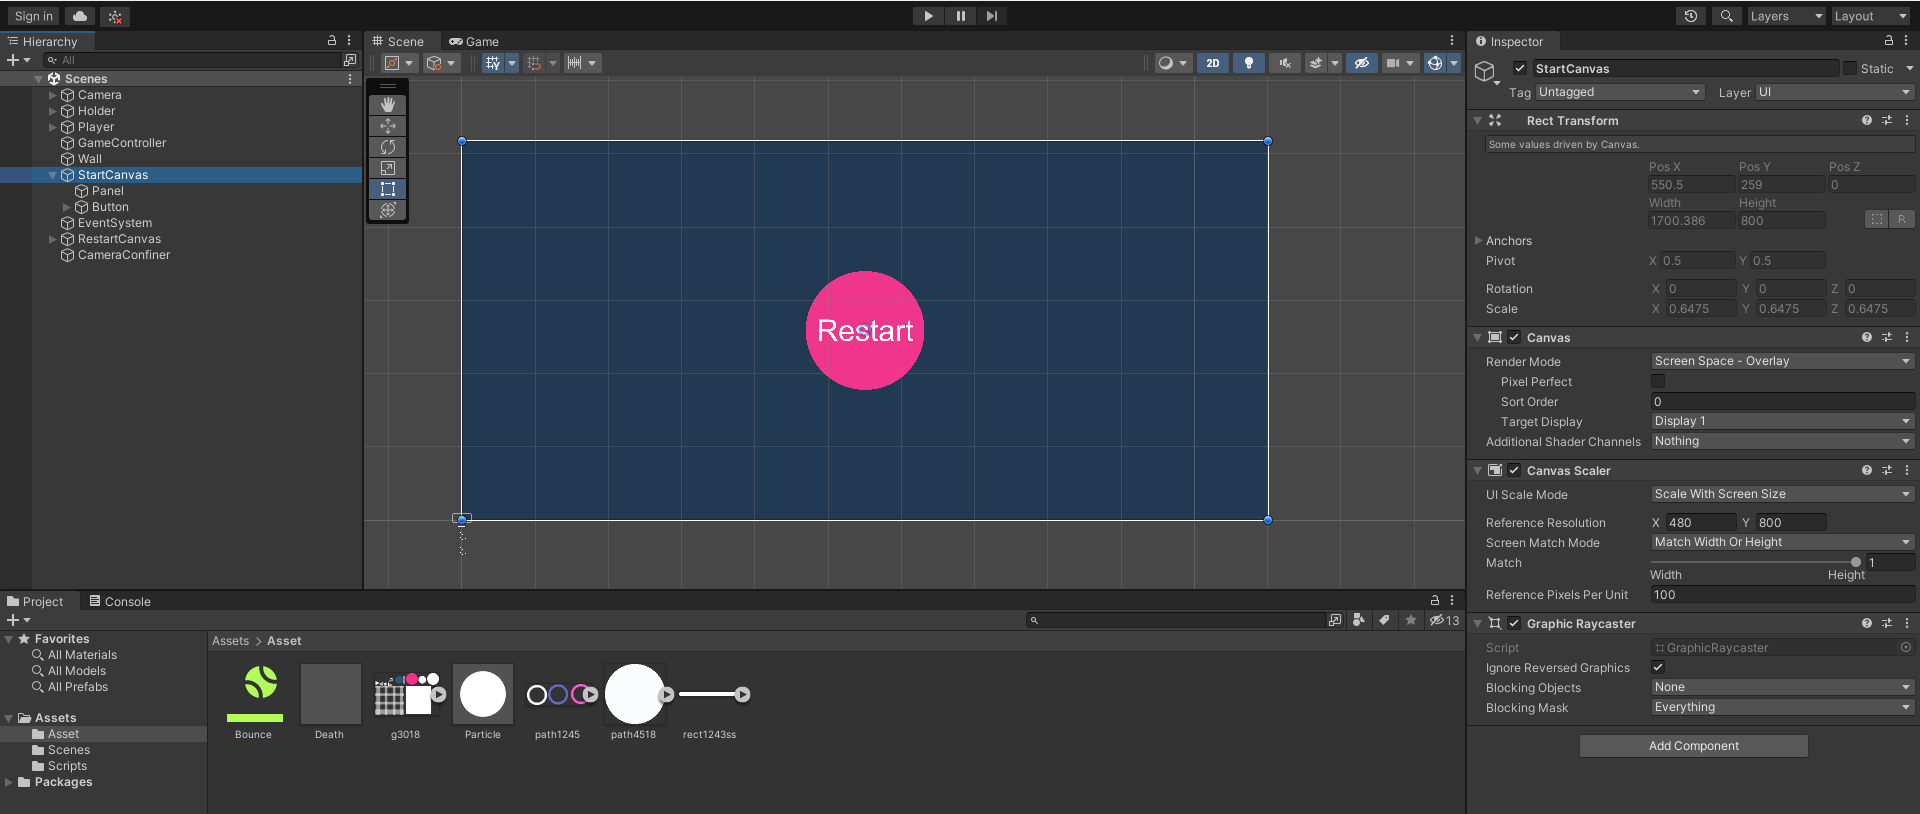 Sign in
Layers
Layout
Hierarchy
All
Scenes
Camera
Holder
Player
GameController
Wall
StartCanvas
Panel
Button
EventSystem
RestartCanvas
CameraConfiner
Scene
Game
2D
Restart
Inspector
StartCanvas
Static
Tag Untagged
Layer UI
Rect Transform
Some values driven by Canvas.
Pos X Pos Y Pos Z
550.5 259 0
Width Height
1700.386 800
R
Anchors
Pivot X 0.5 Y 0.5
Rotation X 0 Y 0 Z 0
Scale X 0.6475 Y 0.6475 Z 0.6475
Canvas
Render Mode Screen Space - Overlay
Pixel Perfect
Sort Order 0
Target Display Display 1
Additional Shader Channels Nothing
Canvas Scaler
UI Scale Mode Scale With Screen Size
Reference Resolution X 480 Y 800
Screen Match Mode Match Width Or Height
Match 1
Width Height
Reference Pixels Per Unit 100
Graphic Raycaster
Script GraphicRaycaster
Ignore Reversed Graphics
Blocking Objects None
Blocking Mask Everything
Add Component
Project
Console
13
Favorites
All Materials
All Models
All Prefabs
Assets
Asset
Scenes
Scripts
Packages
Assets > Asset
Bounce
Death
g3018
Particle
path1245
path4518
rect1243ss